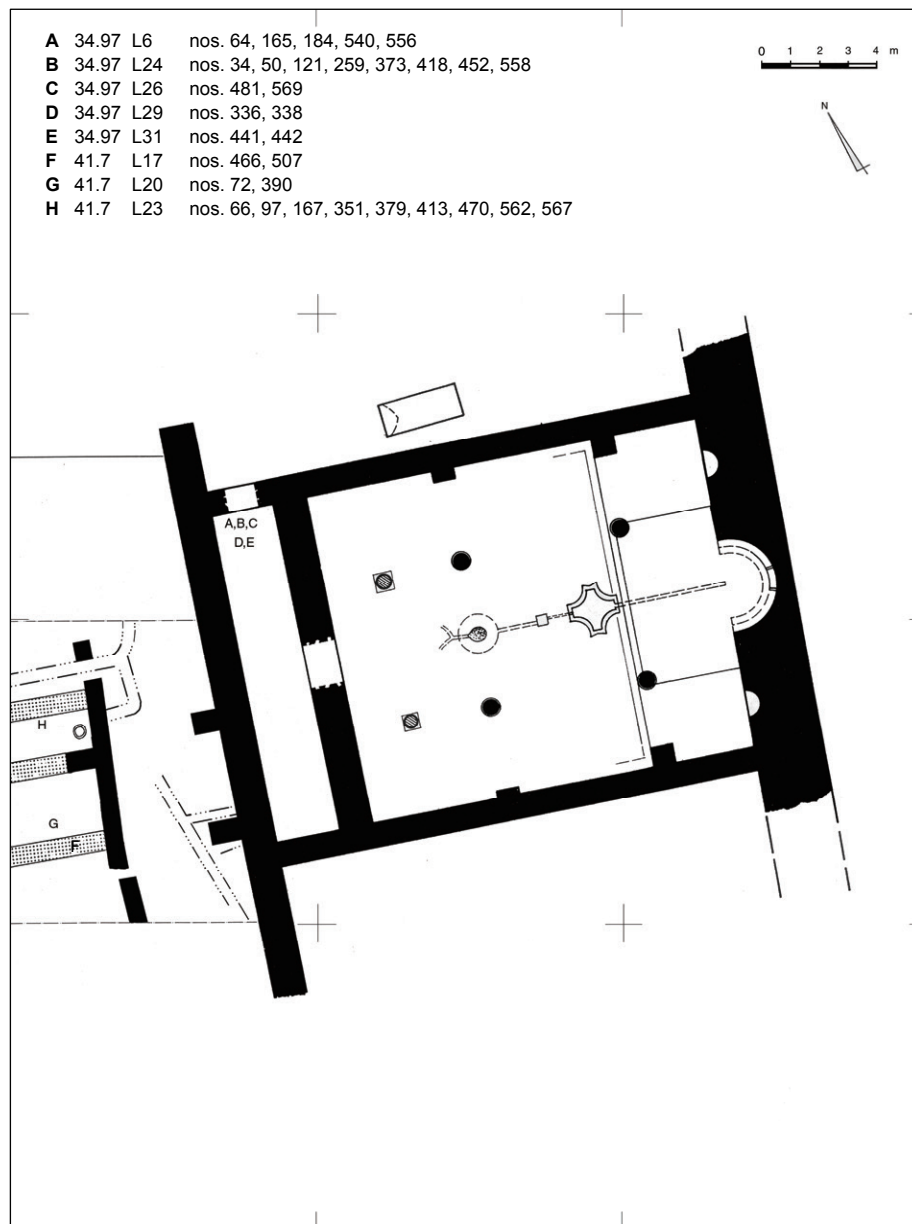 A 34.97 L6 nos. 64, 165, 184, 540, 556
B 34.97 L24 nos. 34, 50, 121, 259, 373, 418, 452, 558
C 34.97 L26 nos. 481, 569
D 34.97 L29 nos. 336, 338
E 34.97 L31 nos. 441, 442
F 41.7 L17 nos. 466, 507
G 41.7 L20 nos. 72, 390
H 41.7 L23 nos. 66, 97, 167, 351, 379, 413, 470, 562, 567
0 1 2 3 4 m
N
A,B,C
D,E
H
G
F